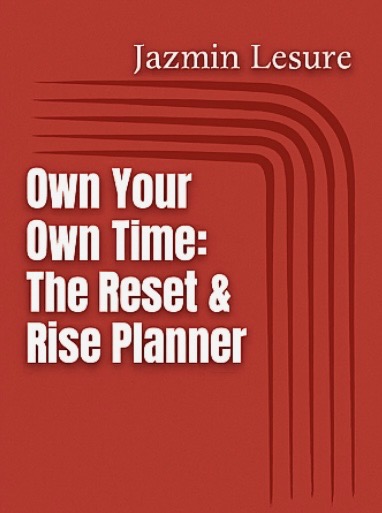 Jazmin Lesure
Own Your
Own Time:
The Reset &
Rise Planner